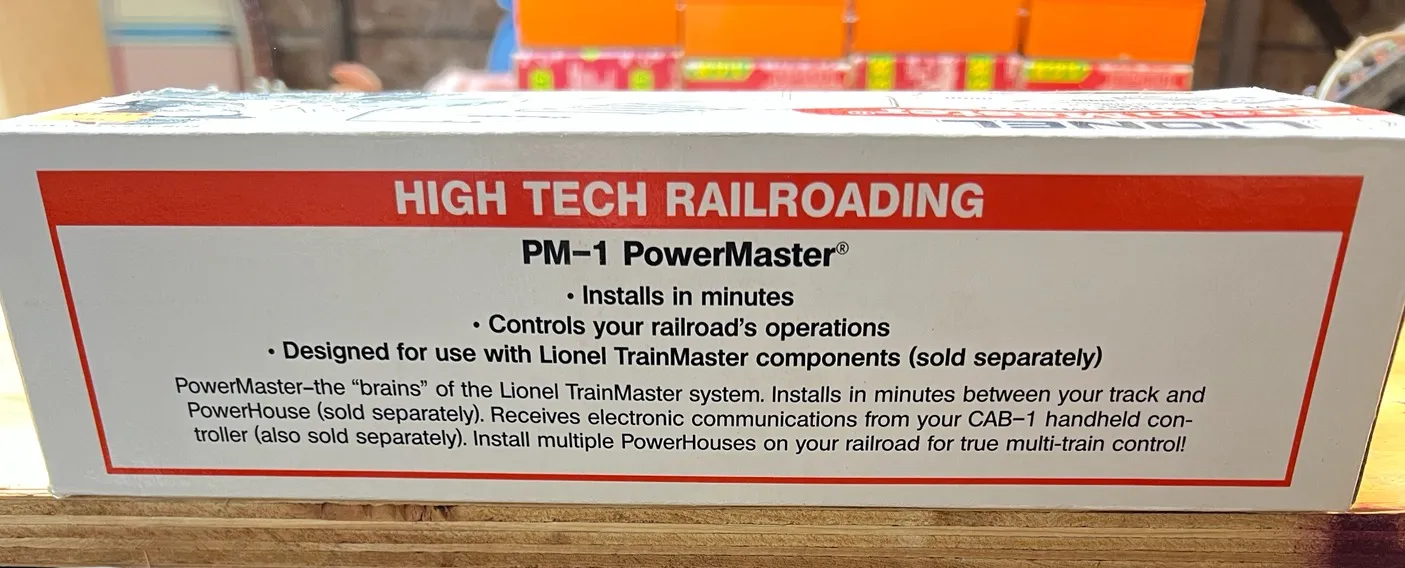 LIONEL
HIGH TECH RAILROADING
PM–1 PowerMaster®
• Installs in minutes
• Controls your railroad's operations
• Designed for use with Lionel TrainMaster components (sold separately)
PowerMaster–the “brains” of the Lionel TrainMaster system. Installs in minutes between your track and
PowerHouse (sold separately). Receives electronic communications from your CAB–1 handheld con-
troller (also sold separately). Install multiple PowerHouses on your railroad for true multi-train control!